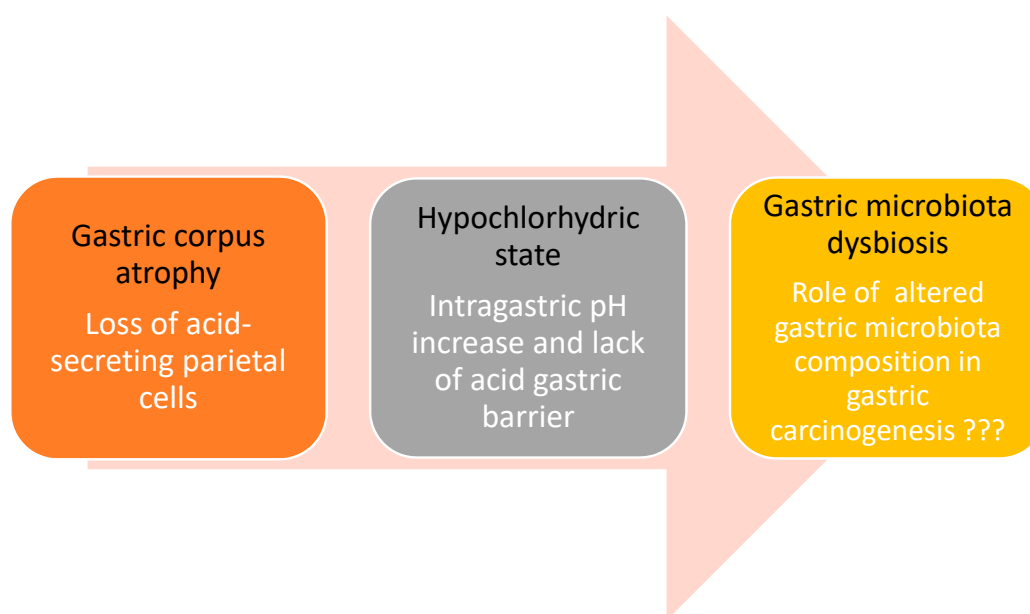 Gastric corpus
atrophy
Loss of acid-
secreting parietal
cells
Hypochlorhydric
state
Intragastric pH
increase and lack
of acid gastric
barrier
Gastric microbiota
dysbiosis
Role of altered
gastric microbiota
composition in
gastric
carcinogenesis ???